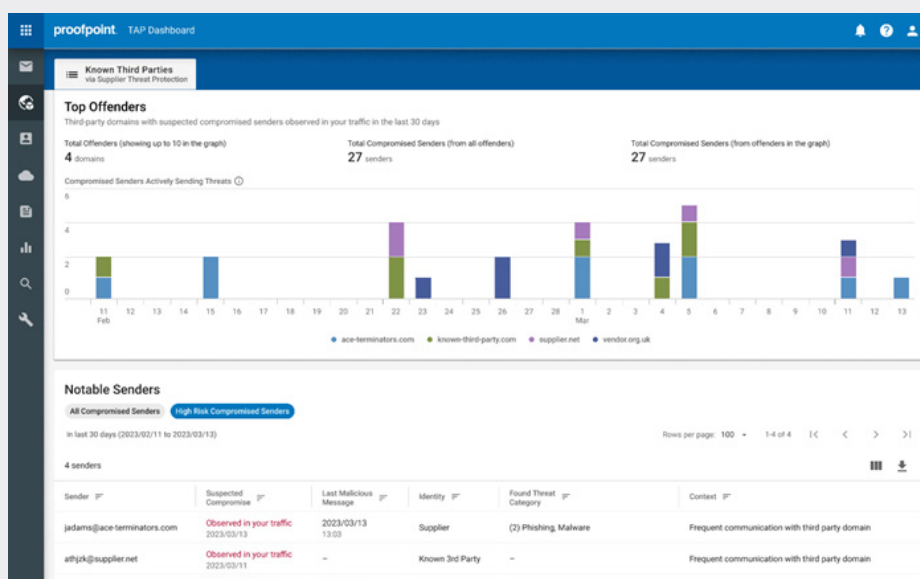 proofpoint. TAP Dashboard
Known Third Parties
via Supplier Threat Protection
Top Offenders
Third-party domains with suspected compromised senders observed in your traffic in the last 30 days
Total Offenders (showing up to 10 in the graph) Total Compromised Senders (from all offenders) Total Compromised Senders (from offenders in the graph)
4 domains 27 senders 27 senders
Compromised Senders Actively Sending Threats
6
4
2
0
11 12 13 14 15 16 17 18 19 20 21 22 23 24 25 26 27 28 1 2 3 4 5 6 7 8 9 10 11 12 13
Feb Mar
ace-terminators.com known-third-party.com supplier.net vendor.org.uk
Notable Senders
All Compromised Senders High Risk Compromised Senders
In last 30 days (2023/02/11 to 2023/03/13) Rows per page: 100 1-4 of 4
4 senders
Sender Suspected Compromise Last Malicious Message Identity Found Threat Category Context
jadams@ace-terminators.com Observed in your traffic 2023/03/13 Supplier (2) Phishing, Malware Frequent communication with third party domain
2023/03/13 13:03
athjzk@supplier.net Observed in your traffic – Known 3rd Party – Frequent communication with third party domain
2023/03/11